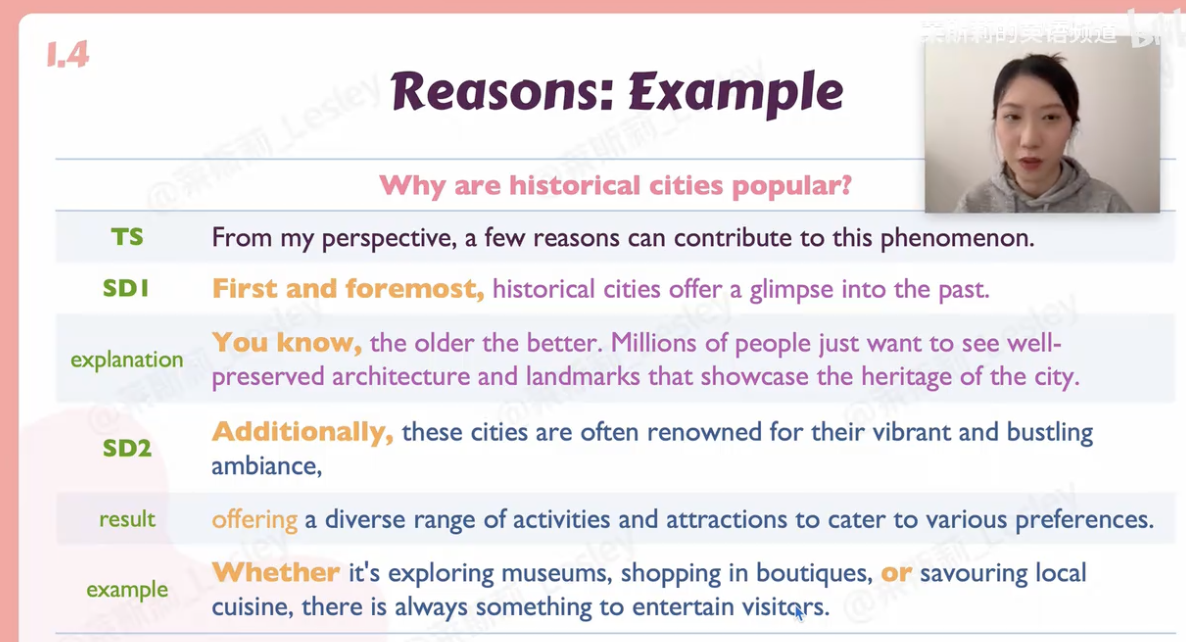 莱斯莉的英语频道
1.4
Reasons: Example
Why are historical cities popular?
TS
From my perspective, a few reasons can contribute to this phenomenon.
SD1
First and foremost, historical cities offer a glimpse into the past.
explanation
You know, the older the better. Millions of people just want to see well-
preserved architecture and landmarks that showcase the heritage of the city.
SD2
Additionally, these cities are often renowned for their vibrant and bustling
ambiance,
result
offering a diverse range of activities and attractions to cater to various preferences.
example
Whether it's exploring museums, shopping in boutiques, or savouring local
cuisine, there is always something to entertain visitors.
@莱斯莉_Lesley